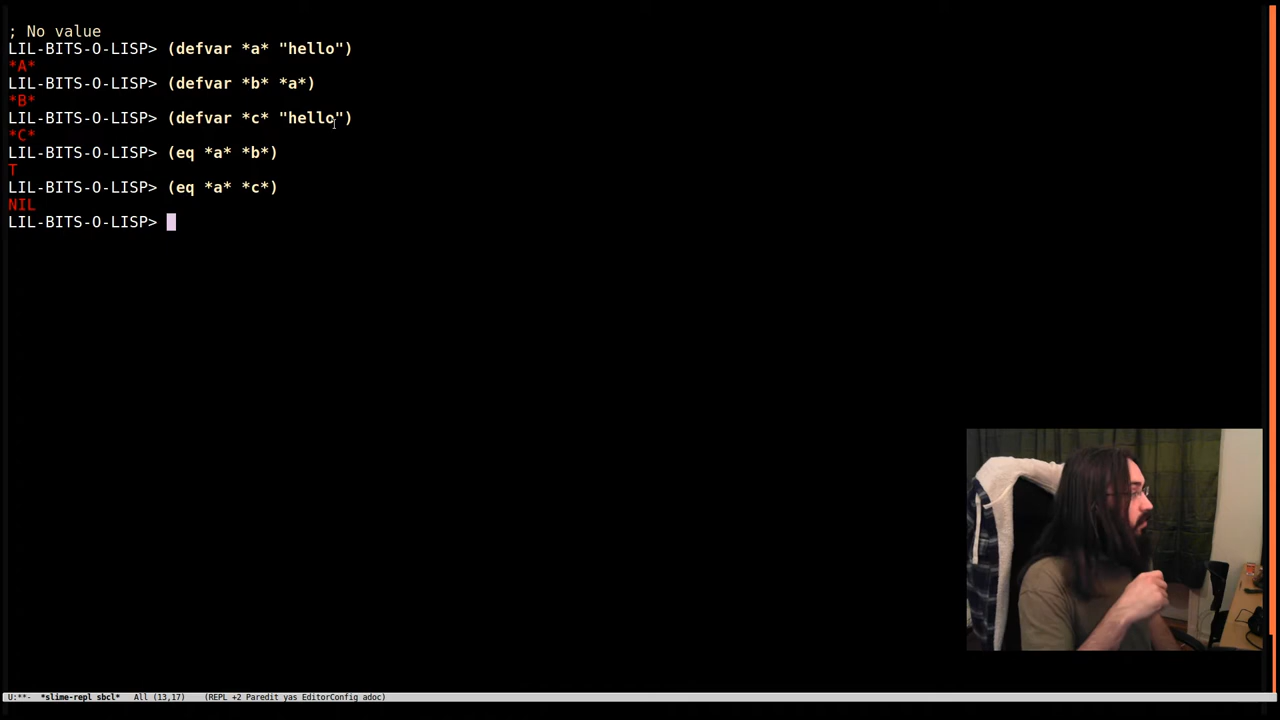 ; No value
LIL-BITS-O-LISP> (defvar *a* "hello")
*A*
LIL-BITS-O-LISP> (defvar *b* *a*)
*B*
LIL-BITS-O-LISP> (defvar *c* "hello")
*C*
LIL-BITS-O-LISP> (eq *a* *b*)
T
LIL-BITS-O-LISP> (eq *a* *c*)
NIL
LIL-BITS-O-LISP>
U:**-  *slime-repl sbcl*   All (13,17)    (REPL +2 Paredit yas EditorConfig adoc)